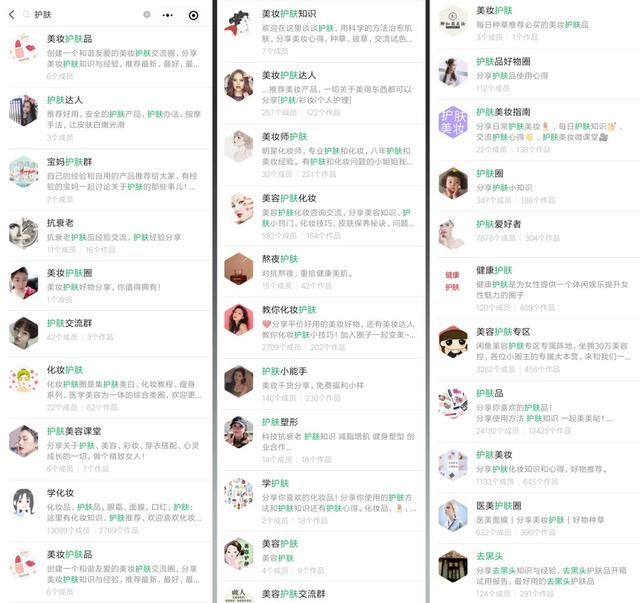 护肤
美妆护肤品
创建一个和谐友爱的美妆交流圈，分享
美妆护肤知识与经验，推荐最新，最好，最...
6个成员
护肤达人
推荐好用，安全的护肤产品，护肤办法，按摩
手法，让皮肤白嫩光滑
3个成员
宝妈护肤群
自己的经验和自用的产品推荐给大家，有经
验的宝妈一起讨论关于护肤的那些事儿！...
2个成员
抗衰老
抗衰老护肤品经验交流，护肤经验分享
11个成员 | 16个作品
美妆护肤圈
美妆护肤好物分享，你值得拥有！
1个成员
护肤交流群
42个成员 | 3个作品
化妆护肤
化妆护肤圈是集护肤美白、化妆教程、瘦身
系列、医学美容为一体的综合类圈，欢迎更...
22个成员 | 62个作品
美妆护肤美容课堂
分享关于护肤、美容、彩妆、穿衣搭配、心灵
成长的一切，做个精致女人！
6个成员 | 7个作品
学化妆
化妆品，护肤品，眼霜，面膜，口红，护肤：
这里有化妆知识、护肤推荐，欢迎喜欢化妆...
13089个成员 | 2709个作品
美妆护肤品
创建一个和谐友爱的美妆交流圈，分享
美妆护肤知识与经验，推荐最新，最好，最...
6个成员
美妆护肤知识
欢迎在这里谈谈护肤，用科学的方法治愈肌
肤，分享美妆心得，种草、拔草，交流试色...
7个成员
美妆护肤达人
...推荐美妆产品，一切关于美得东西都可以
分享[护肤/彩妆/个人护理]
257个成员 | 122个作品
美妆师护肤
明星化妆师，专业护肤和化妆，八年护肤和
美妆经验。有护肤和化妆问题的小姐姐我...
32个成员 | 221个作品
美容护肤化妆
美容护肤化妆咨询交流，分享美容知识、护
肤小窍门、化妆技巧、皮肤保养秘诀、问题...
592个成员 | 164个作品
熬夜护肤
对抗熬夜，重拾健康美肌。
15个成员 | 42个作品
教你化妆护肤
❤️分享平价好用的美妆好物，还有美妆达人
教你化妆护肤小技巧！加入圈子一起变美~...
2709个成员 | 202个作品
护肤小能手
美妆干货分享，免费福利小样
140个成员 | 230个作品
护肤塑形
科技抗衰老 护肤知识 减脂增肌 健身塑型 创
业合作...
14个成员 | 18个作品
学护肤
分享你喜欢的化妆品！分享你使用的护肤方
法和护肤知识还有护肤心得。化妆品，
2个成员 | 18个作品
美容护肤
美容护肤
4个成员 | 9个作品
美容护肤交流群
美妆护肤
每日种草推荐必买的美妆护肤品
3个成员 | 1个作品
护肤品好物圈
分享护肤品使用心得
112个成员
护肤美妆指南
分享日常护肤美妆💄、每日护肤知识
交流护肤心得、护肤美妆微课堂
22个成员 | 138个作品
护肤圈
分享护肤小知识
347个成员 | 186个作品
护肤爱好者
7878个成员 | 304个作品
健康护肤
健康护肤是为女性提供一个休闲娱乐提升女
性魅力的圈子
120个成员 | 409个作品
美容护肤专区
闲鱼美容护肤专区专属阵地，坐拥30万美容
控，各位小圈主的专属大本营，来和我们一...
3262个成员 | 456个作品
护肤品
分享你喜欢的护肤品！
分享使用方法 护肤知识 一起美美哒！...
24182个成员 | 12425个作品
护肤美妆
分享护肤化妆知识和心得，好物推荐。
1133个成员 | 645个作品
医美护肤圈
医美面膜｜分享美妆护肤｜好物种草
632个成员 | 390个作品
去黑头
去黑头知识与经验，分享去黑头护肤品开箱
试用报告，最好用的去黑头护肤品
124个成员 | 291个作品
护肤
美妆
健康
护肤
美容
护肤